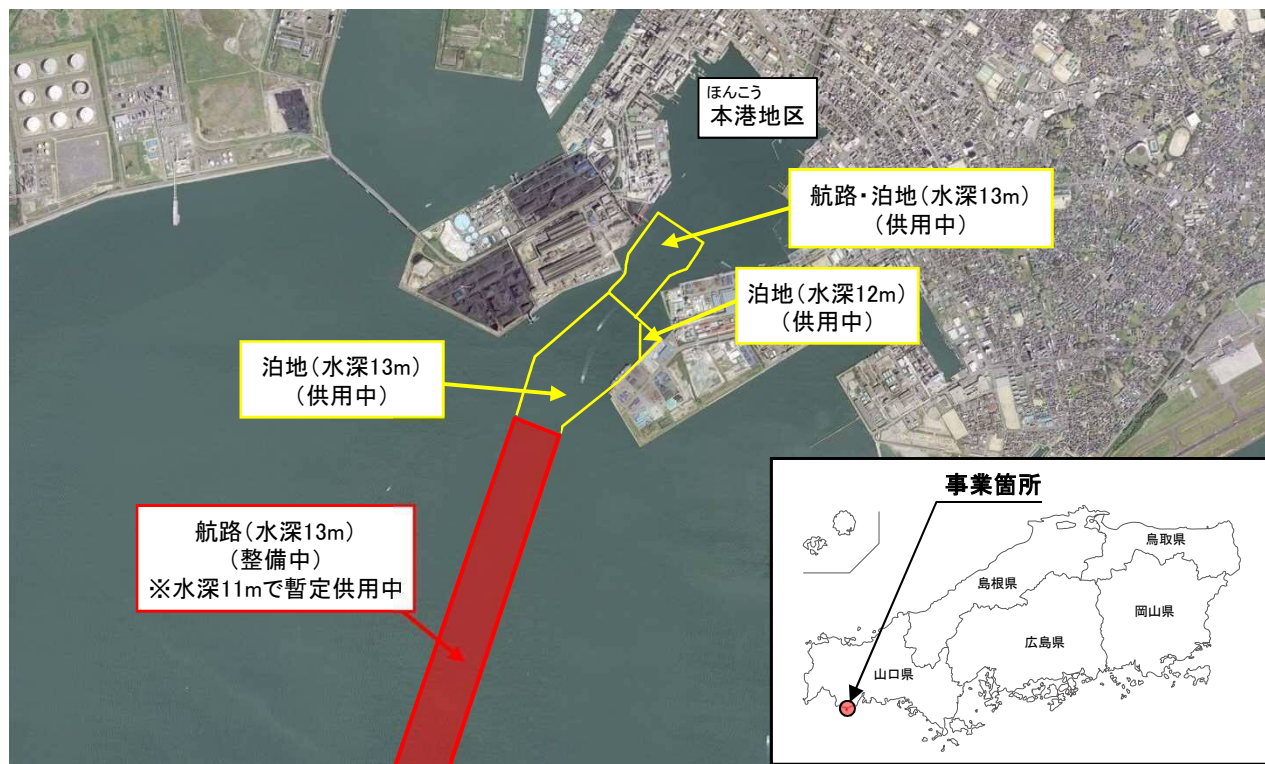 ほんこう
本港地区
航路・泊地（水深13m）
（供用中）
泊地（水深12m）
（供用中）
泊地（水深13m）
（供用中）
航路（水深13m）
（整備中）
※水深11mで暫定供用中
事業箇所
鳥取県
島根県
岡山県
広島県
山口県